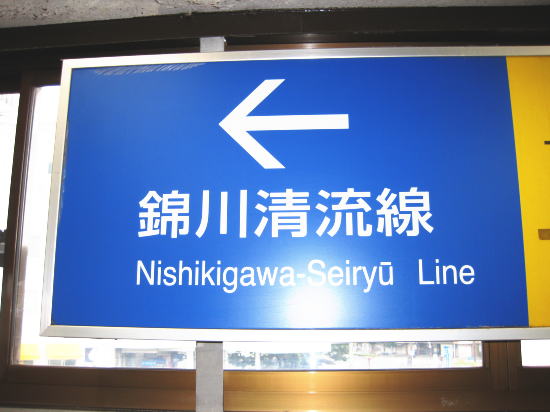 錦川清流線
Nishikigawa-Seiryū Line